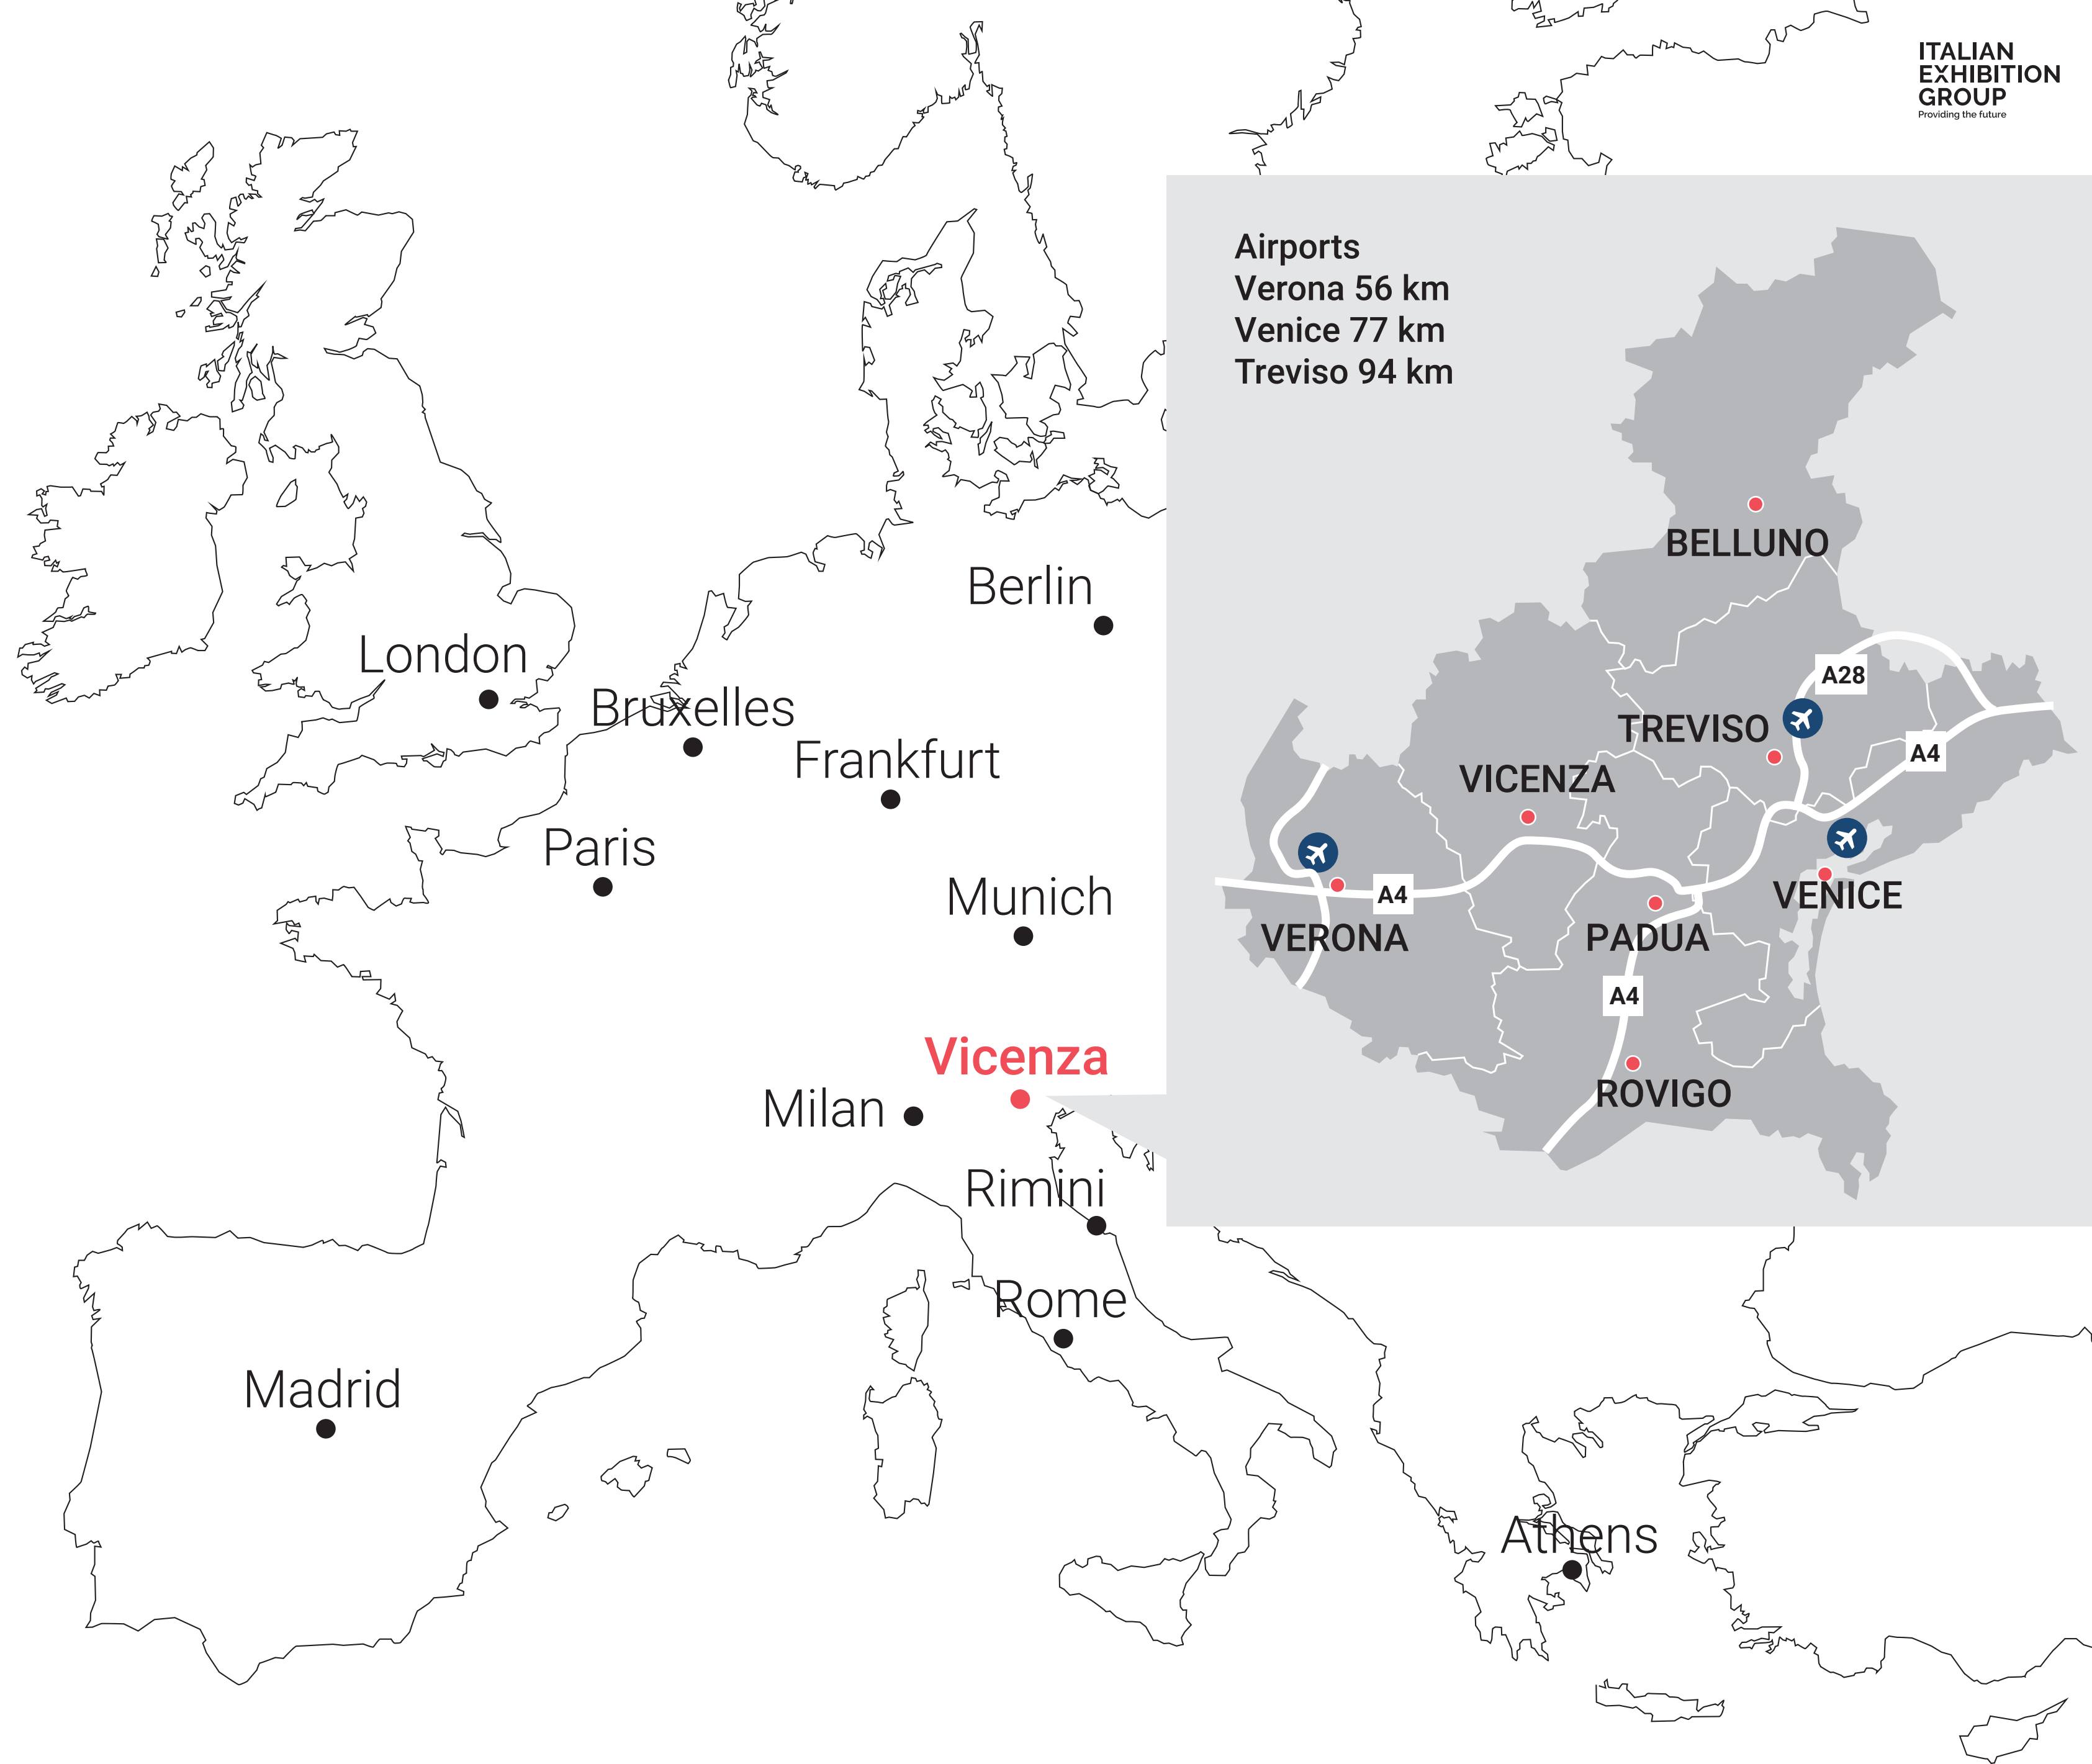 ITALIAN
EXHIBITION
GROUP
Providing the future
Airports
Verona 56 km
Venice 77 km
Treviso 94 km
BELLUNO
A28
TREVISO
A4
VICENZA
VENICE
A4
VERONA
PADUA
A4
ROVIGO
Berlin
London
Bruxelles
Frankfurt
Paris
Munich
Vicenza
Milan
Rimini
Rome
Madrid
Athens